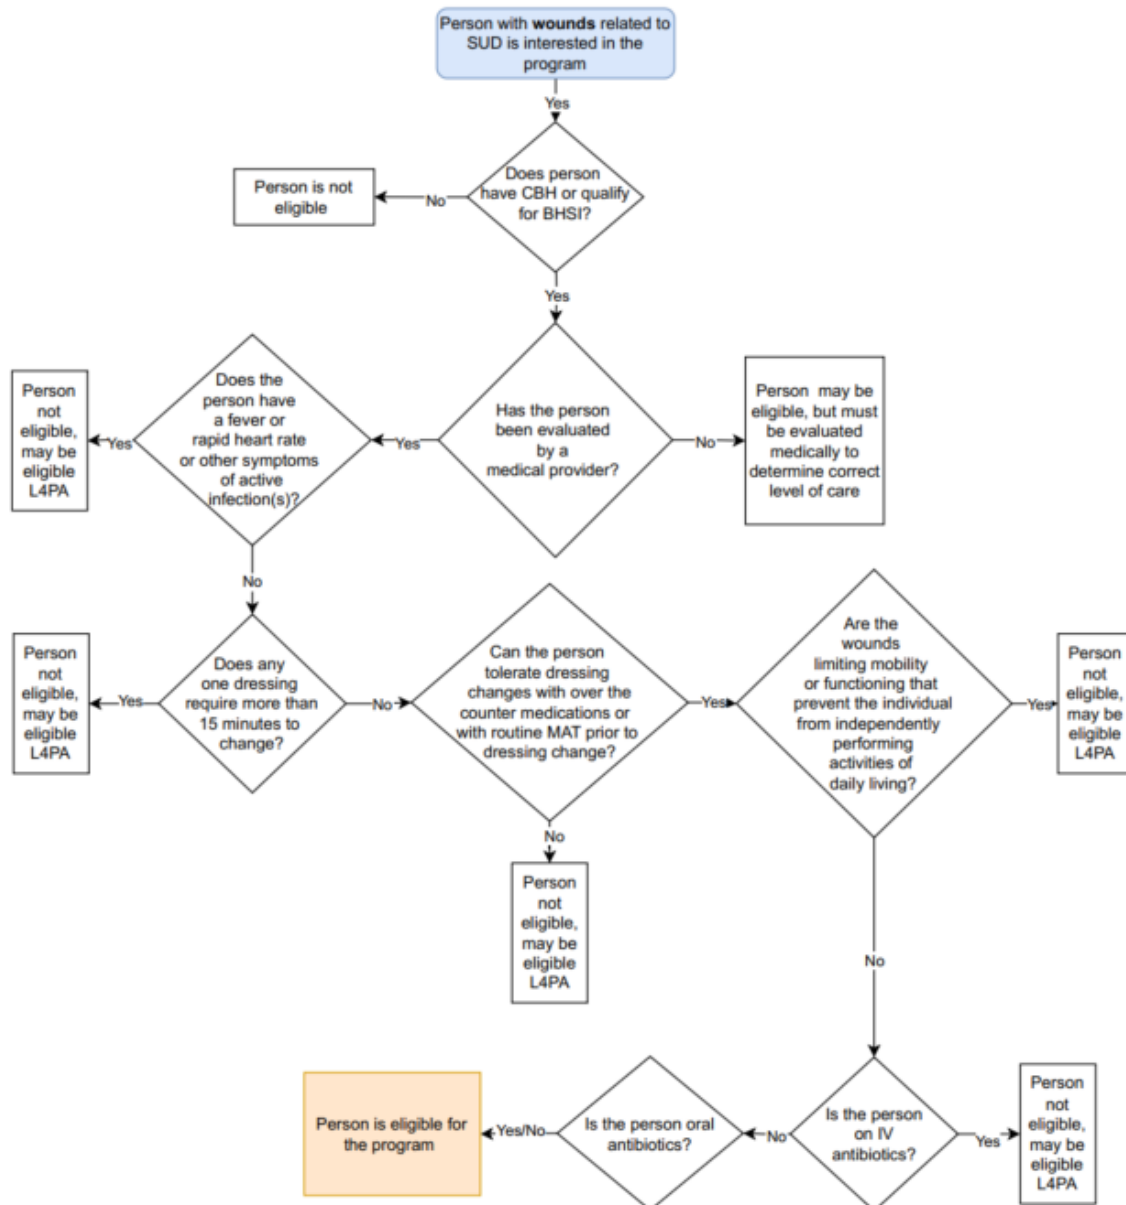 Person with wounds related to
SUD is interested in the
program
Yes
Does person
have CBH or qualify
for BHSI?
No
Person is not
eligible
Yes
Has the person
been evaluated
by a
medical provider?
No
Person  may be
eligible, but must
be evaluated
medically to
determine correct
level of care
Yes
Does the
person have
a fever or
rapid heart rate
or other symptoms
of active
infection(s)?
Yes
Person
not
eligible,
may be
eligible
L4PA
No
Does any
one dressing
require more than
15 minutes to
change?
Yes
Person
not
eligible,
may be
eligible
L4PA
No
Can the person
tolerate dressing
changes with over the
counter medications or
with routine MAT prior to
dressing change?
No
Person
not
eligible,
may be
eligible
L4PA
Yes
Are the
wounds
limiting mobility
or functioning that
prevent the individual
from independently
performing
activities of
daily living?
Yes
Person
not
eligible,
may be
eligible
L4PA
No
Is the person
on IV
antibiotics?
Yes
Person
not
eligible,
may be
eligible
L4PA
No
Is the person oral
antibiotics?
Yes/No
Person is eligible for
the program